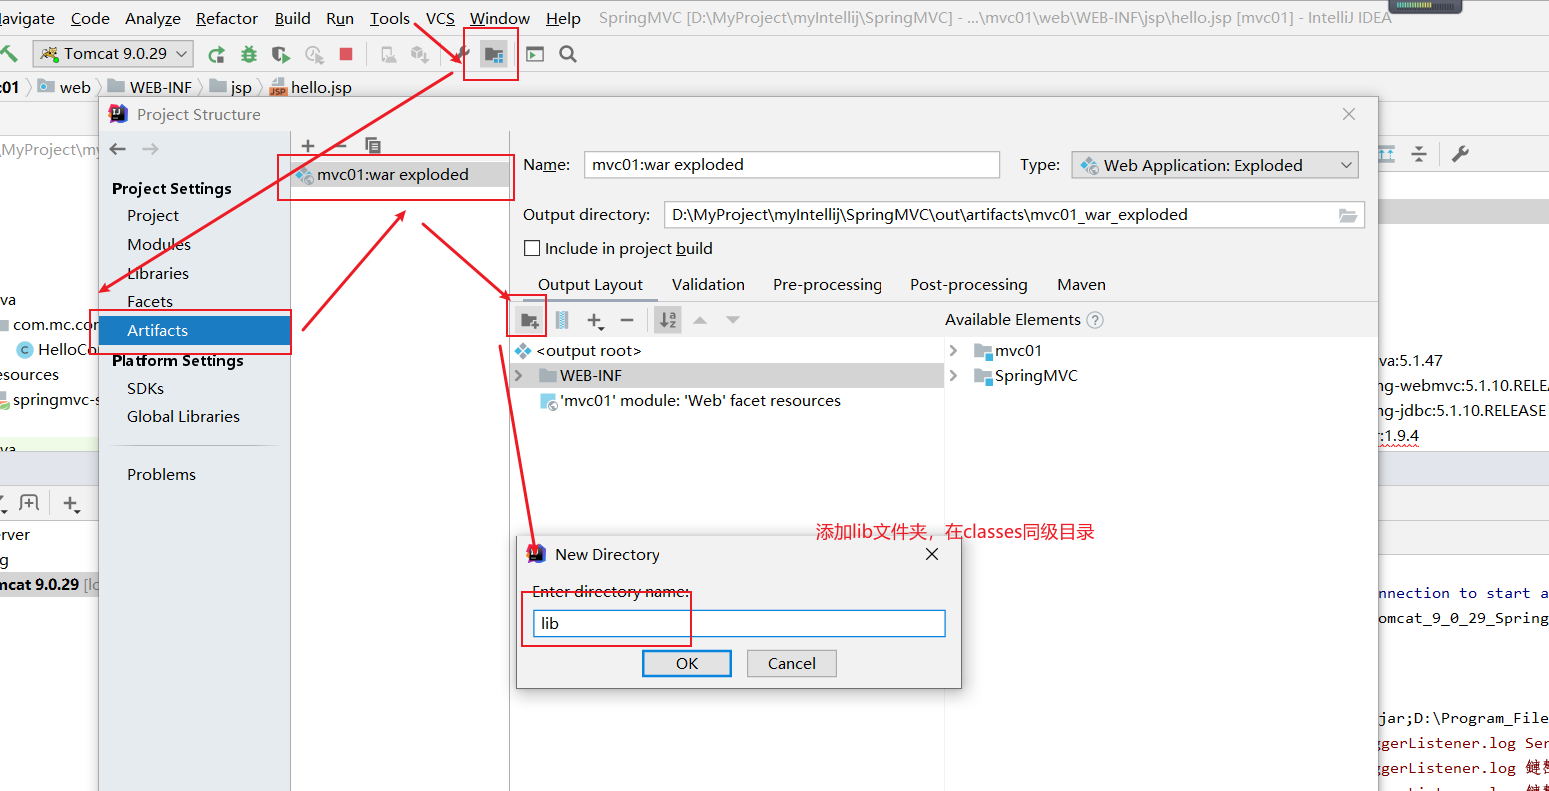 avigate Code Analyze Refactor Build Run Tools VCS Window Help SpringMVC [D:\MyProject\myIntellij\SpringMVC] - ...\mvc01\web\WEB-INF\jsp\hello.jsp [mvc01] - IntelliJ IDEA
Tomcat 9.0.29
01 web WEB-INF jsp hello.jsp
Project Structure
\MyProject\my
mvc01:war exploded
Name: mvc01:war exploded
Type: Web Application: Exploded
Project Settings
Project
Modules
Libraries
Facets
Artifacts
Platform Settings
SDKs
Global Libraries
Problems
Output directory: D:\MyProject\myIntellij\SpringMVC\out\artifacts\mvc01_war_exploded
Include in project build
Output Layout Validation Pre-processing Post-processing Maven
Available Elements
<output root>
WEB-INF
'mvc01' module: 'Web' facet resources
mvc01
SpringMVC
va
com.mc.con
HelloCo
esources
springmvc-s
va
erver
g
mcat 9.0.29 [lo
va:5.1.47
ng-webmvc:5.1.10.RELEA
ng-jdbc:5.1.10.RELEASE
:1.9.4
添加lib文件夹，在classes同级目录
New Directory
Enter directory name:
lib
OK Cancel
nnection to start a
omcat_9_0_29_Spring
jar;D:\Program_File
ggerListener.log Ser
ggerListener.log